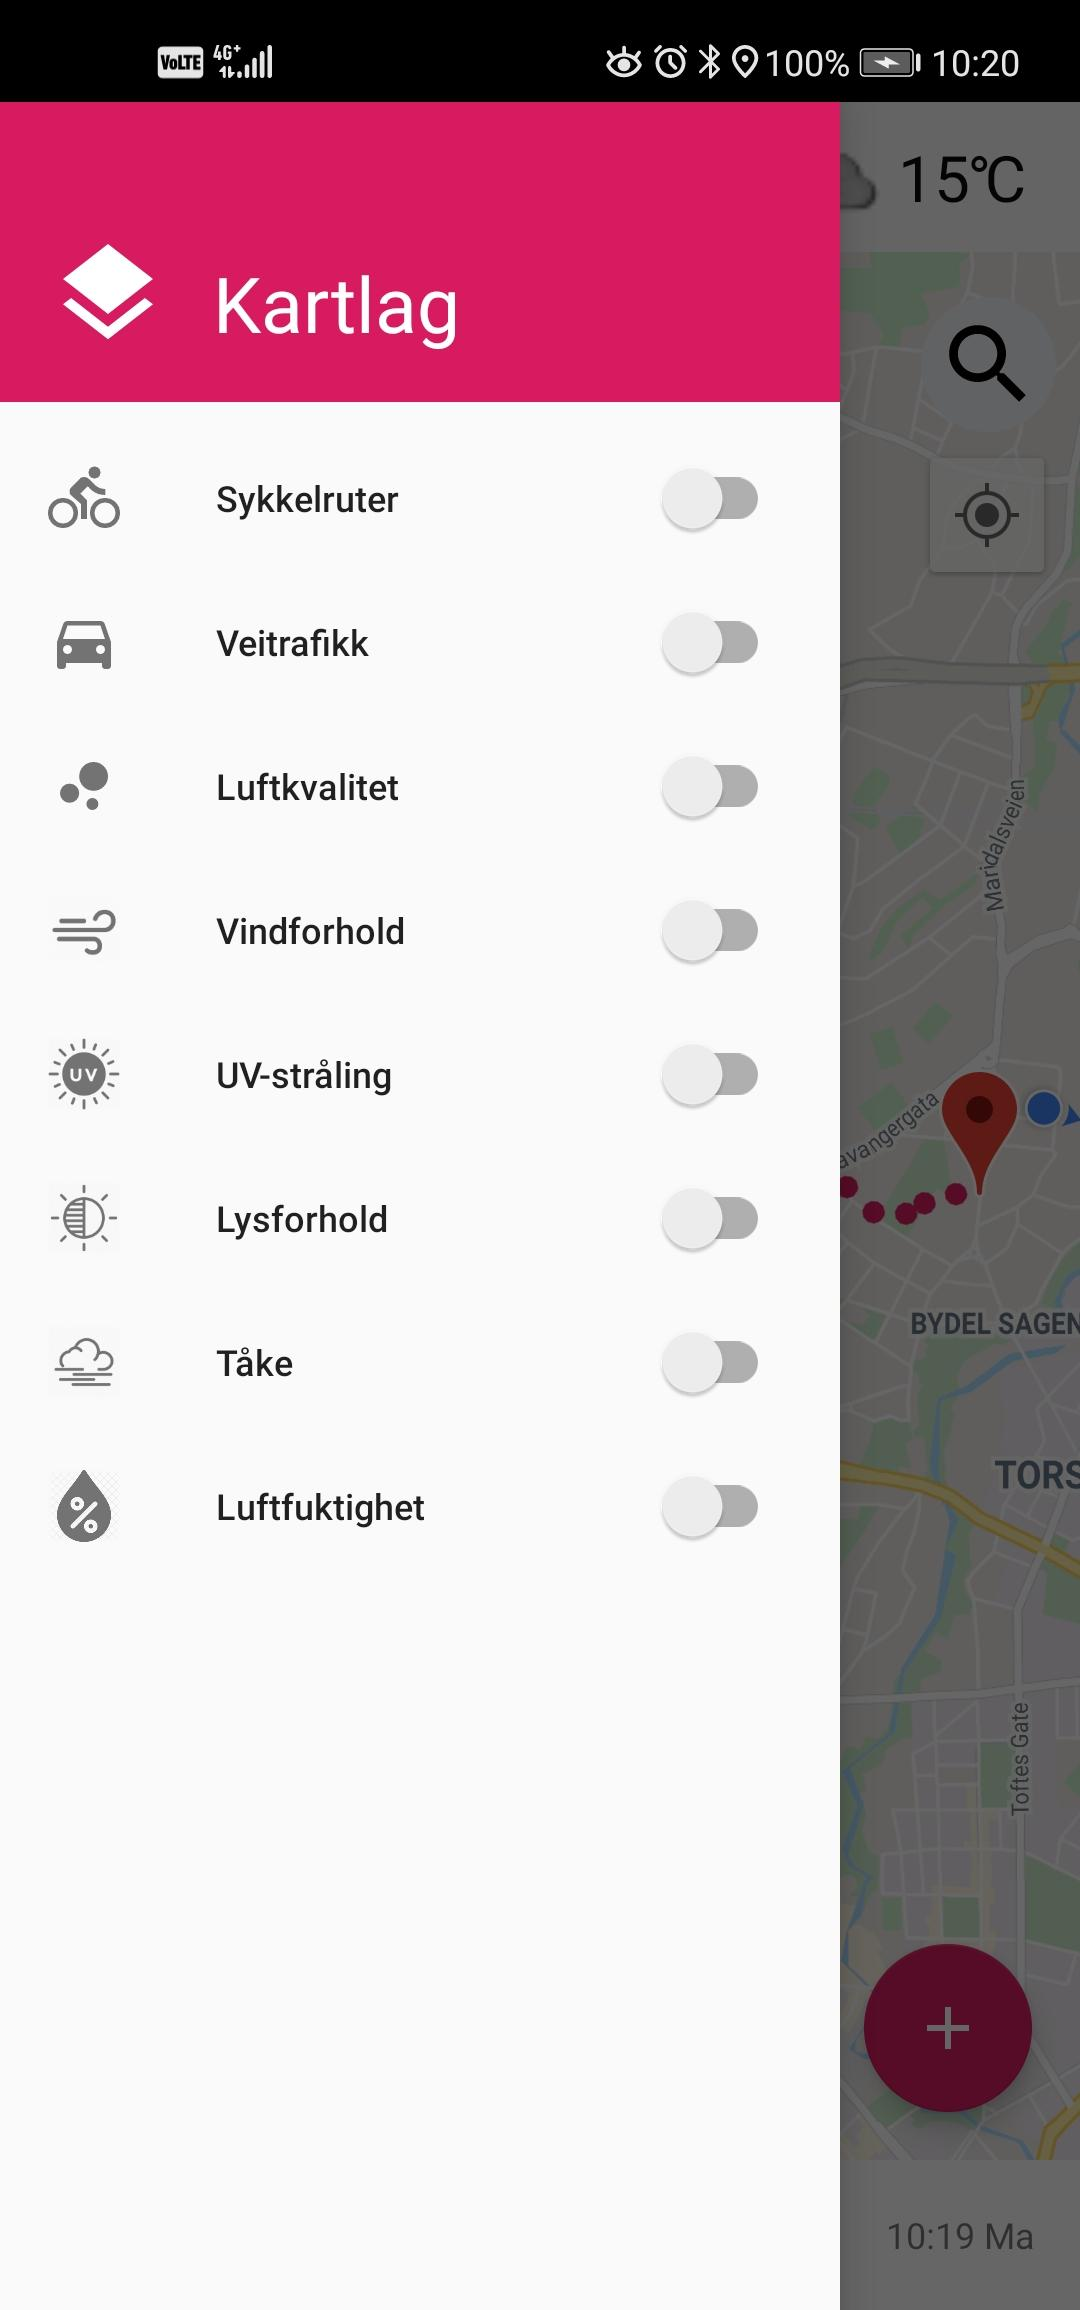 VoLTE 4G+ 100% 10:20
15°C
Kartlag
Sykkelruter
Veitrafikk
Luftkvalitet
Maridalsveien
Vindforhold
UV UV-stråling
avangergata
Lysforhold
BYDEL SAGEN
Tåke
TORS
% Luftfuktighet
Toftes Gate
10:19 Ma